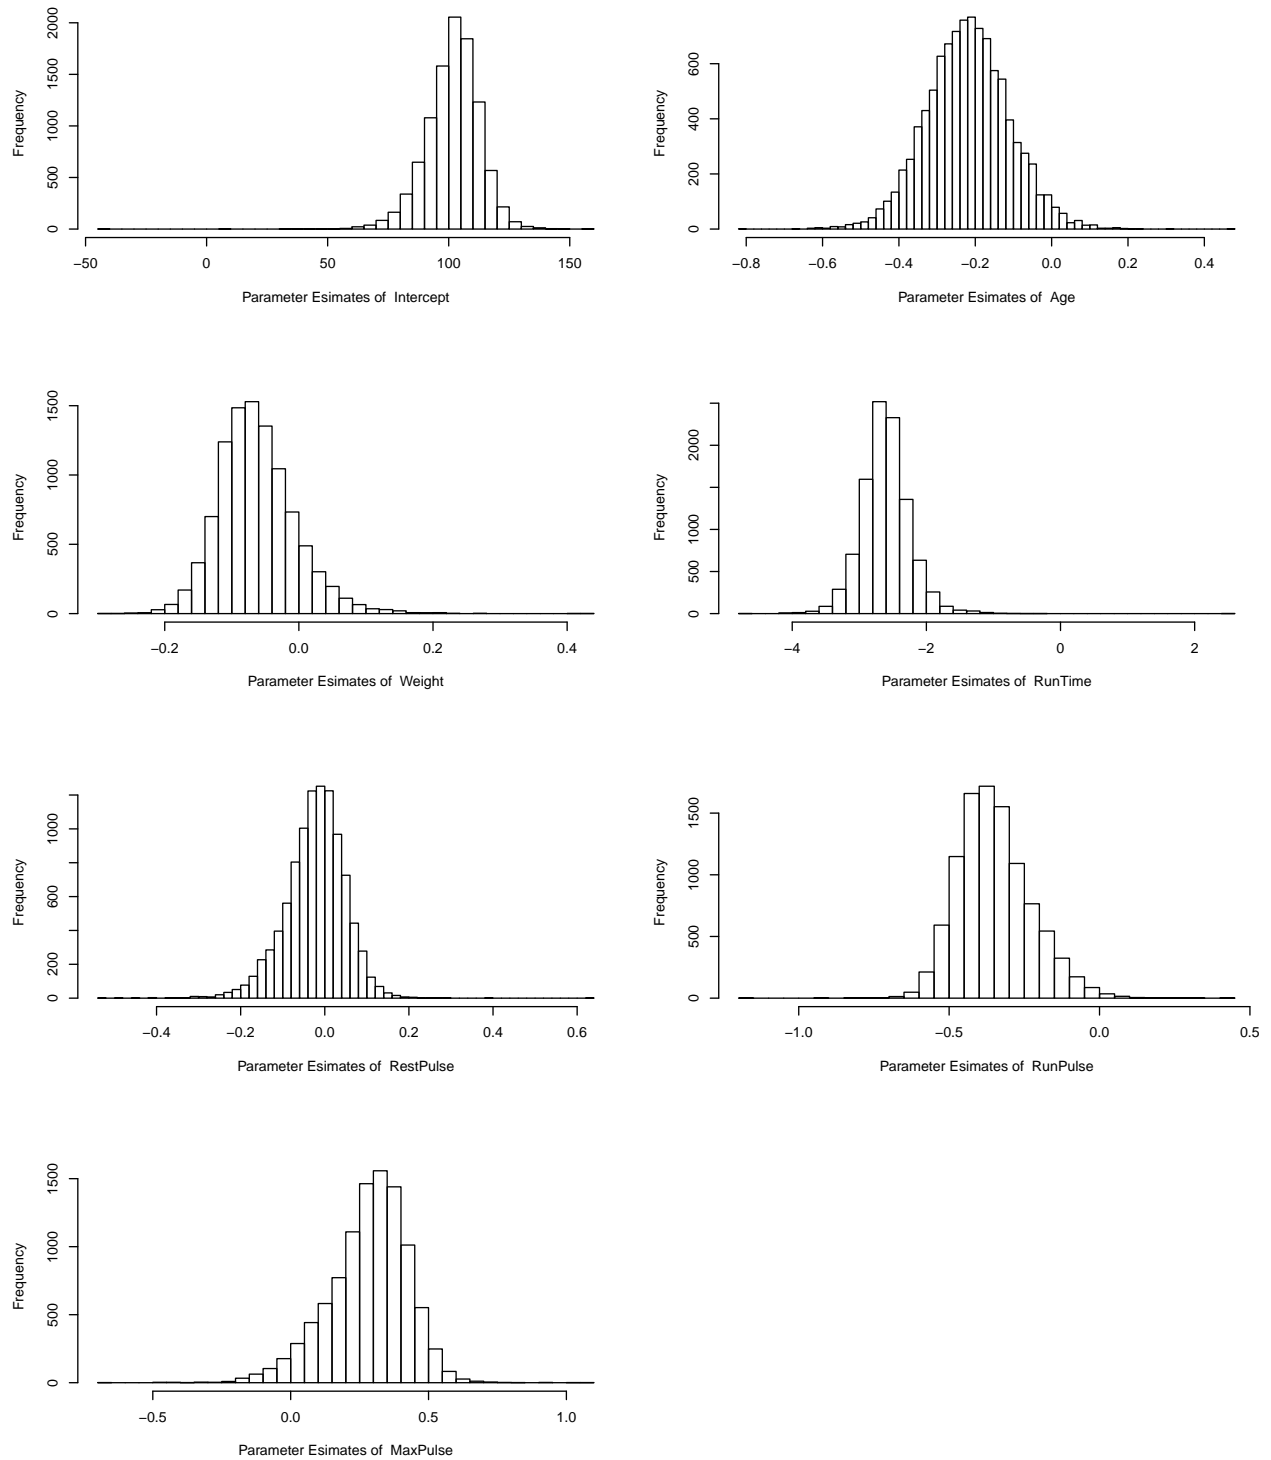 Frequency
0 500 1000 1500 2000
−50 0 50 100 150
Parameter Esimates of Intercept
Frequency
0 200 400 600
−0.8 −0.6 −0.4 −0.2 0.0 0.2 0.4
Parameter Esimates of Age
Frequency
0 500 1000 1500
−0.2 0.0 0.2 0.4
Parameter Esimates of Weight
Frequency
0 500 1000 2000
−4 −2 0 2
Parameter Esimates of RunTime
Frequency
0 200 600 1000
−0.4 −0.2 0.0 0.2 0.4 0.6
Parameter Esimates of RestPulse
Frequency
0 500 1000 1500
−1.0 −0.5 0.0 0.5
Parameter Esimates of RunPulse
Frequency
0 500 1000 1500
−0.5 0.0 0.5 1.0
Parameter Esimates of MaxPulse